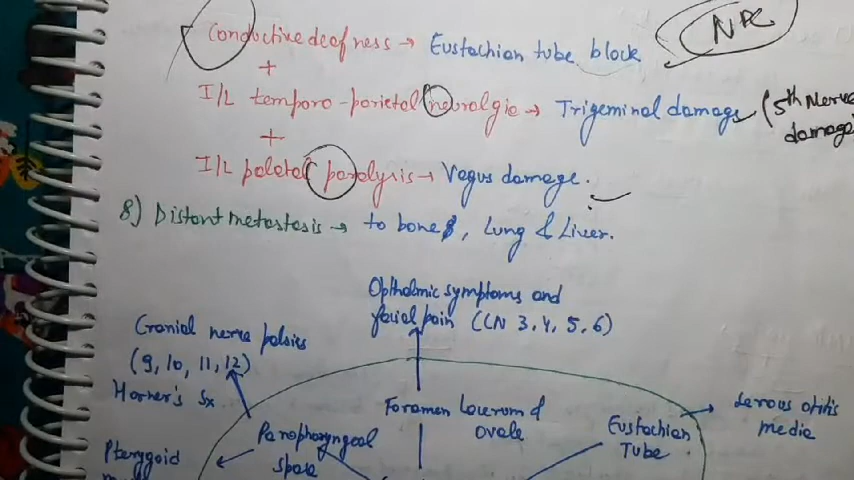 Conductive deafness → Eustachian tube block
NPC
+
I/L temporo-parietal neuralgia → Trigeminal damage (5th Nerve damage)
+
I/L palatal paralysis → Vagus damage.
8) Distant metastasis → to bones, Lung & Liver.
Opthalmic symptoms and
facial pain (CN 3, 4, 5, 6)
Cranial nerve palsies
(9, 10, 11, 12)
Horner's Sx
Foramen Lacerum &
Ovale
Eustachian
Tube
Serous otitis
media
Parapharyngeal
space
Pterygoid